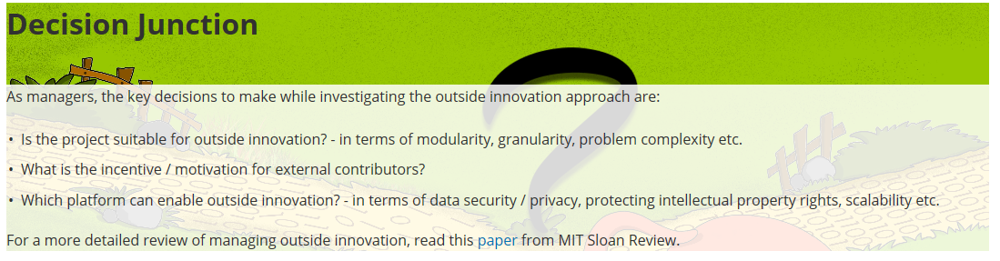 Decision Junction
As managers, the key decisions to make while investigating the outside innovation approach are:
• Is the project suitable for outside innovation? - in terms of modularity, granularity, problem complexity etc.
• What is the incentive / motivation for external contributors?
• Which platform can enable outside innovation? - in terms of data security / privacy, protecting intellectual property rights, scalability etc.
For a more detailed review of managing outside innovation, read this paper from MIT Sloan Review.